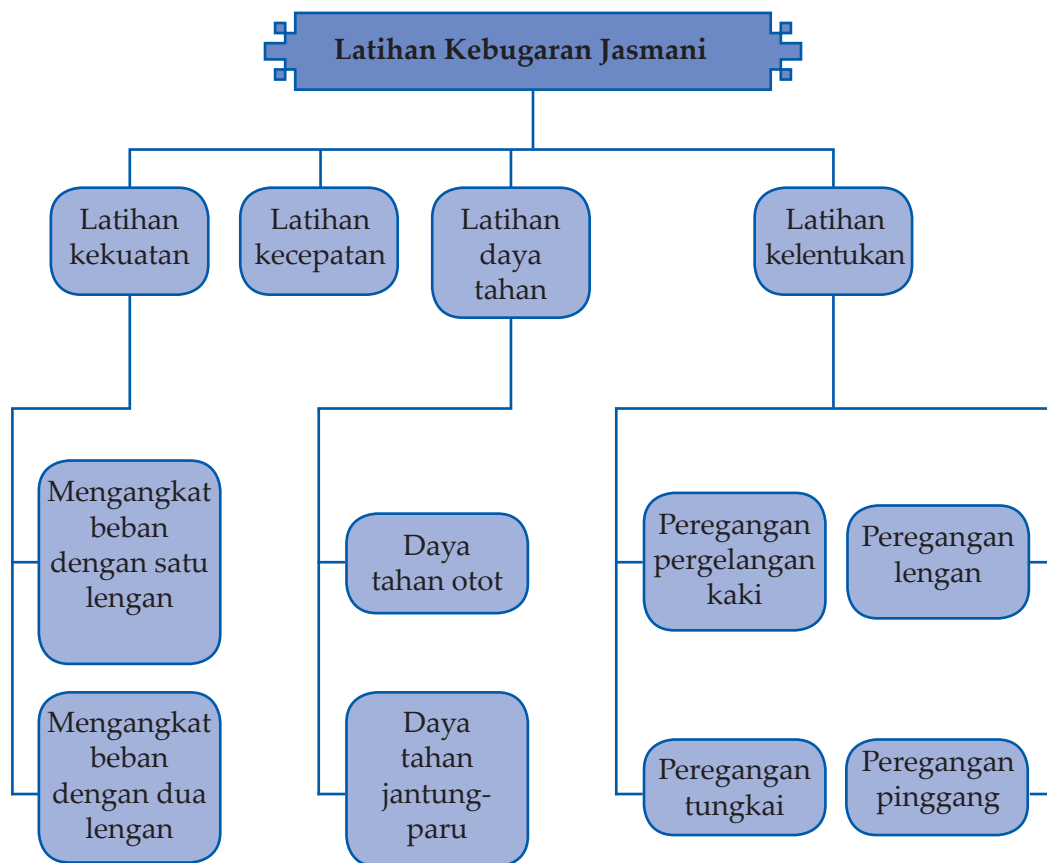 Latihan Kebugaran Jasmani
Latihan
kekuatan
Latihan
kecepatan
Latihan
daya
tahan
Latihan
kelentukan
Mengangkat
beban
dengan satu
lengan
Mengangkat
beban
dengan dua
lengan
Daya
tahan otot
Daya
tahan
jantung-
paru
Peregangan
pergelangan
kaki
Peregangan
lengan
Peregangan
tungkai
Peregangan
pinggang